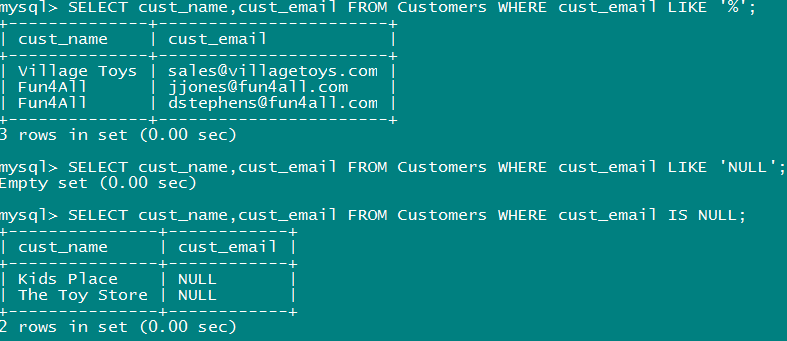 mysql> SELECT cust_name,cust_email FROM Customers WHERE cust_email LIKE '%';
+--------------+-----------------------+
| cust_name    | cust_email            |
+--------------+-----------------------+
| Village Toys | sales@villagetoys.com |
| Fun4All      | jjones@fun4all.com    |
| Fun4All      | dstephens@fun4all.com |
+--------------+-----------------------+
3 rows in set (0.00 sec)
mysql> SELECT cust_name,cust_email FROM Customers WHERE cust_email LIKE 'NULL';
Empty set (0.00 sec)
mysql> SELECT cust_name,cust_email FROM Customers WHERE cust_email IS NULL;
+---------------+------------+
| cust_name     | cust_email |
+---------------+------------+
| Kids Place    | NULL       |
| The Toy Store | NULL       |
+---------------+------------+
2 rows in set (0.00 sec)